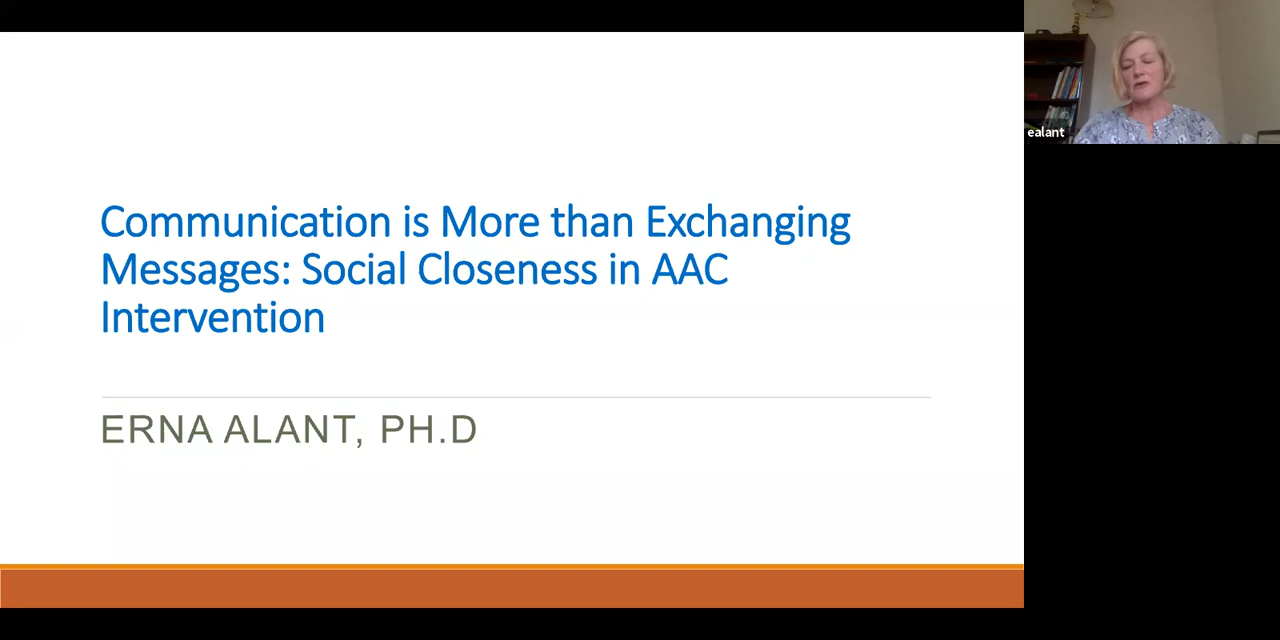 Communication is More than Exchanging
Messages: Social Closeness in AAC
Intervention
ERNA ALANT, PH.D
ealant